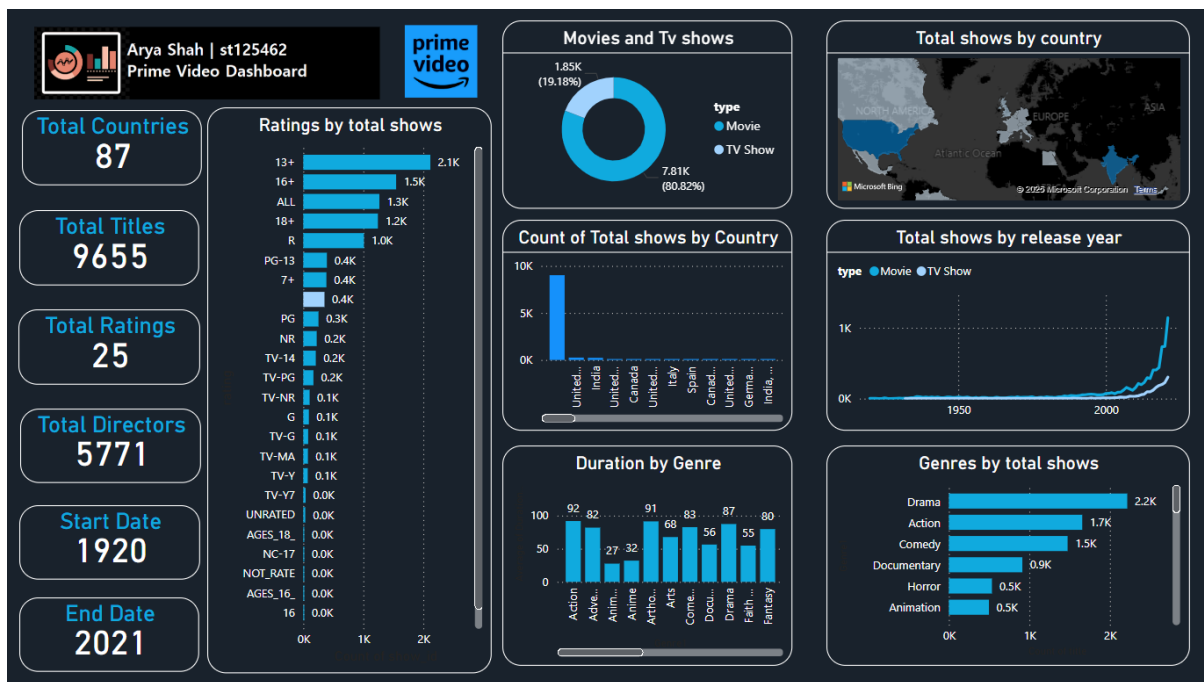 Arya Shah | st125462
Prime Video Dashboard
prime
video
Total Countries
87
Total Titles
9655
Total Ratings
25
Total Directors
5771
Start Date
1920
End Date
2021
Ratings by total shows
13+ 2.1K
16+ 1.5K
ALL 1.3K
18+ 1.2K
R 1.0K
PG-13 0.4K
7+ 0.4K
0.4K
PG 0.3K
NR 0.2K
TV-14 0.2K
TV-PG 0.2K
TV-NR 0.1K
G 0.1K
TV-G 0.1K
TV-MA 0.1K
TV-Y 0.1K
TV-Y7 0.0K
UNRATED 0.0K
AGES_18_ 0.0K
NC-17 0.0K
NOT_RATE 0.0K
AGES_16_ 0.0K
16 0.0K
0K 1K 2K
Movies and Tv shows
1.85K
(19.18%)
7.81K
(80.82%)
type
Movie
TV Show
Count of Total shows by Country
10K
5K
0K
United...
India
United...
Canada
United...
Italy
Spain
Canad...
United...
Germa...
India, ...
Duration by Genre
100
50
0
92
82
27
32
91
68
83
56
87
55
80
Action
Adve...
Anim...
Anime
Artho...
Arts
Come...
Docu...
Drama
Faith ...
Fantasy
Total shows by country
NORTH AMERICA
EUROPE
ASIA
Atlantic Ocean
Microsoft Bing
© 2025 Microsoft Corporation Terms
Total shows by release year
type Movie TV Show
1K
0K
1950 2000
Genres by total shows
Drama 2.2K
Action 1.7K
Comedy 1.5K
Documentary 0.9K
Horror 0.5K
Animation 0.5K
0K 1K 2K